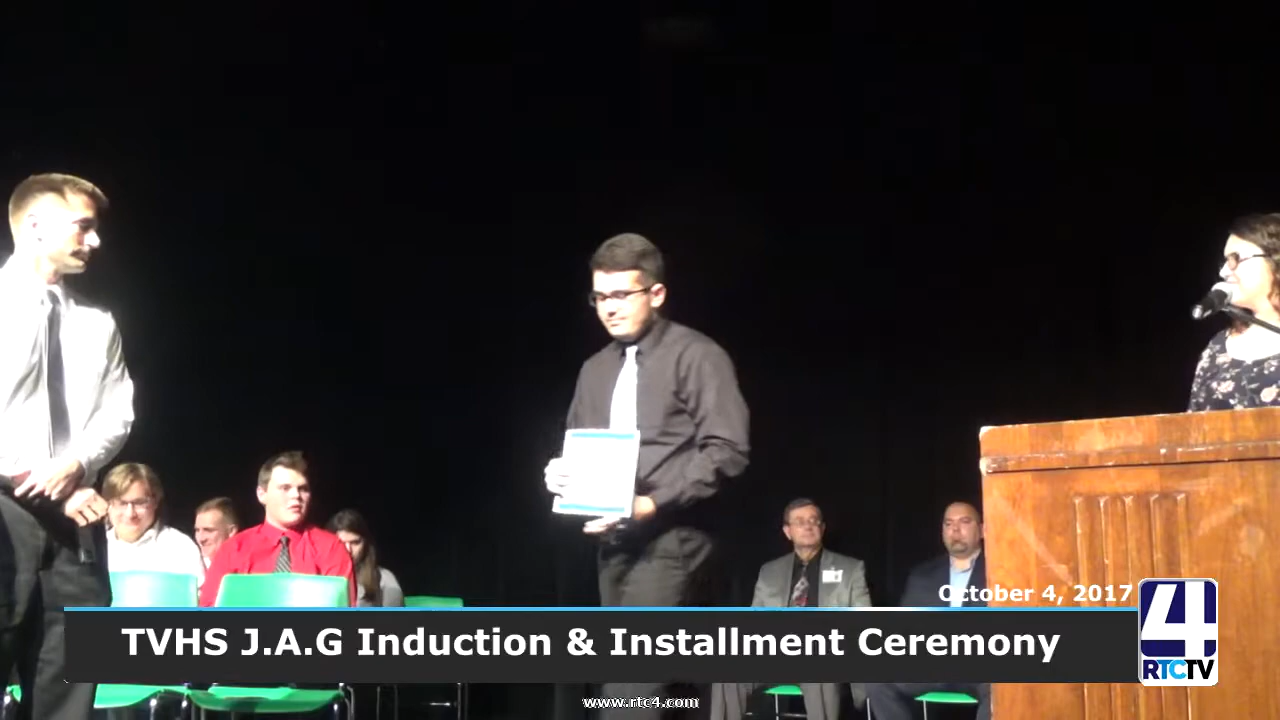 October 4, 2017
TVHS J.A.G Induction & Installment Ceremony
4
RTCTV
www.rtc4.com